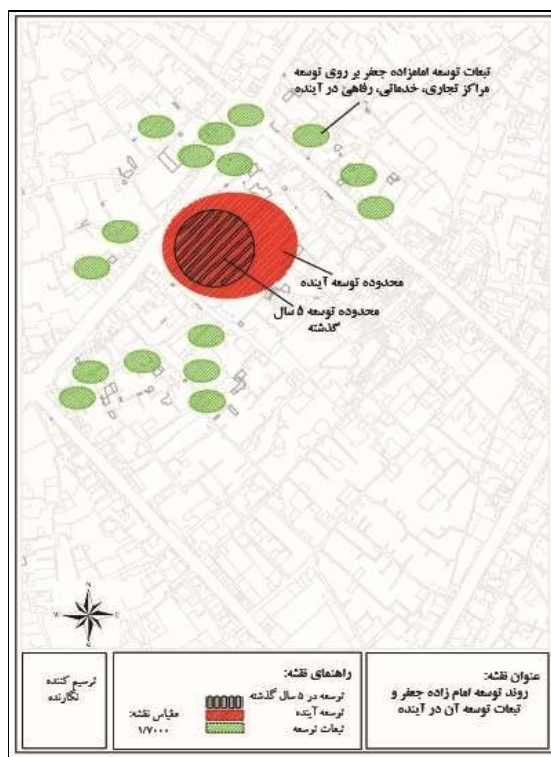 تبعات توسعه امامزاده جعفر بر روی توسعه
مراکز تجاری، خدماتی، رفاهی در آینده
محدوده توسعه آینده
محدوده توسعه ۵ سال
گذشته
N
W
E
S
عنوان نقشه:
روند توسعه امام زاده جعفر و
تبعات توسعه آن در آینده
راهنمای نقشه:
توسعه در ۵ سال گذشته
توسعه آینده
تبعات توسعه
مقیاس نقشه:
۱/۷۰۰۰
ترسیم کننده
نگارنده